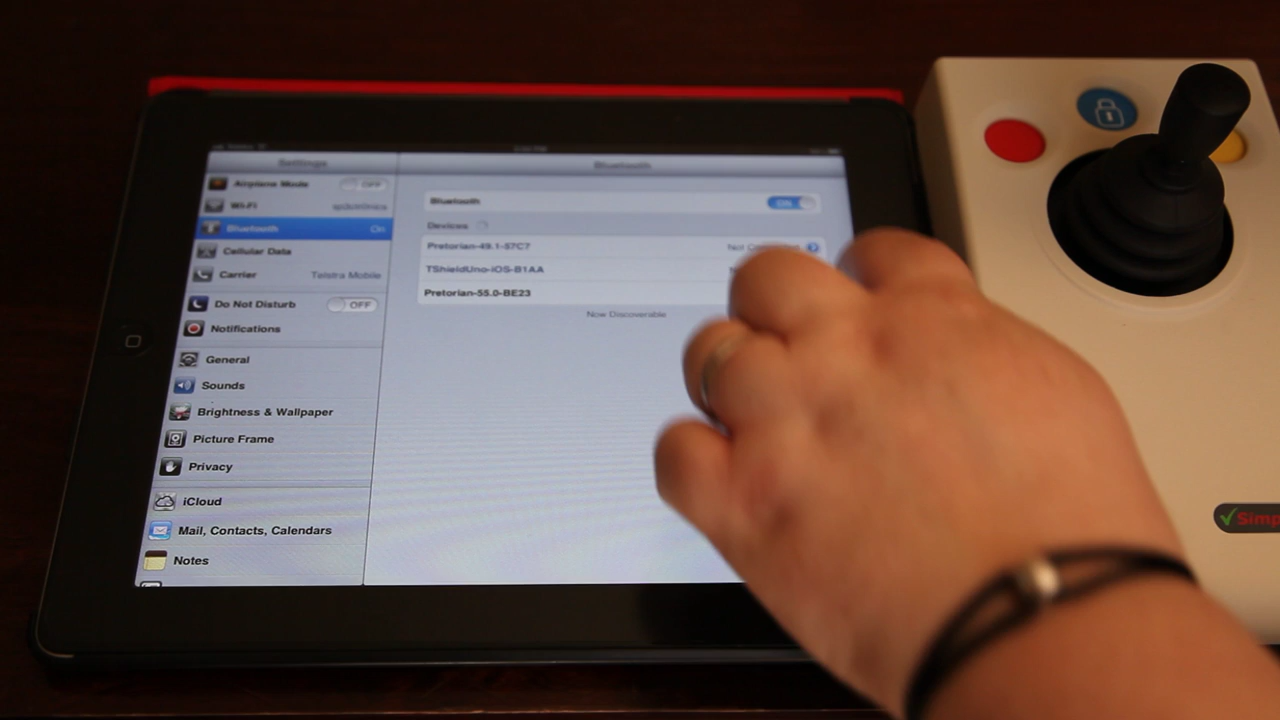 Settings
Bluetooth
Airplane Mode OFF
Wi-Fi
Bluetooth On
Cellular Data
Carrier Telstra Mobile
Do Not Disturb OFF
Notifications
General
Sounds
Brightness & Wallpaper
Picture Frame
Privacy
iCloud
Mail, Contacts, Calendars
Notes
Bluetooth ON
Devices
Pretorian-49.1-57C7 Not
TShieldUno-iOS-B1AA
Pretorian-55.0-BE23
Now Discoverable
Simp